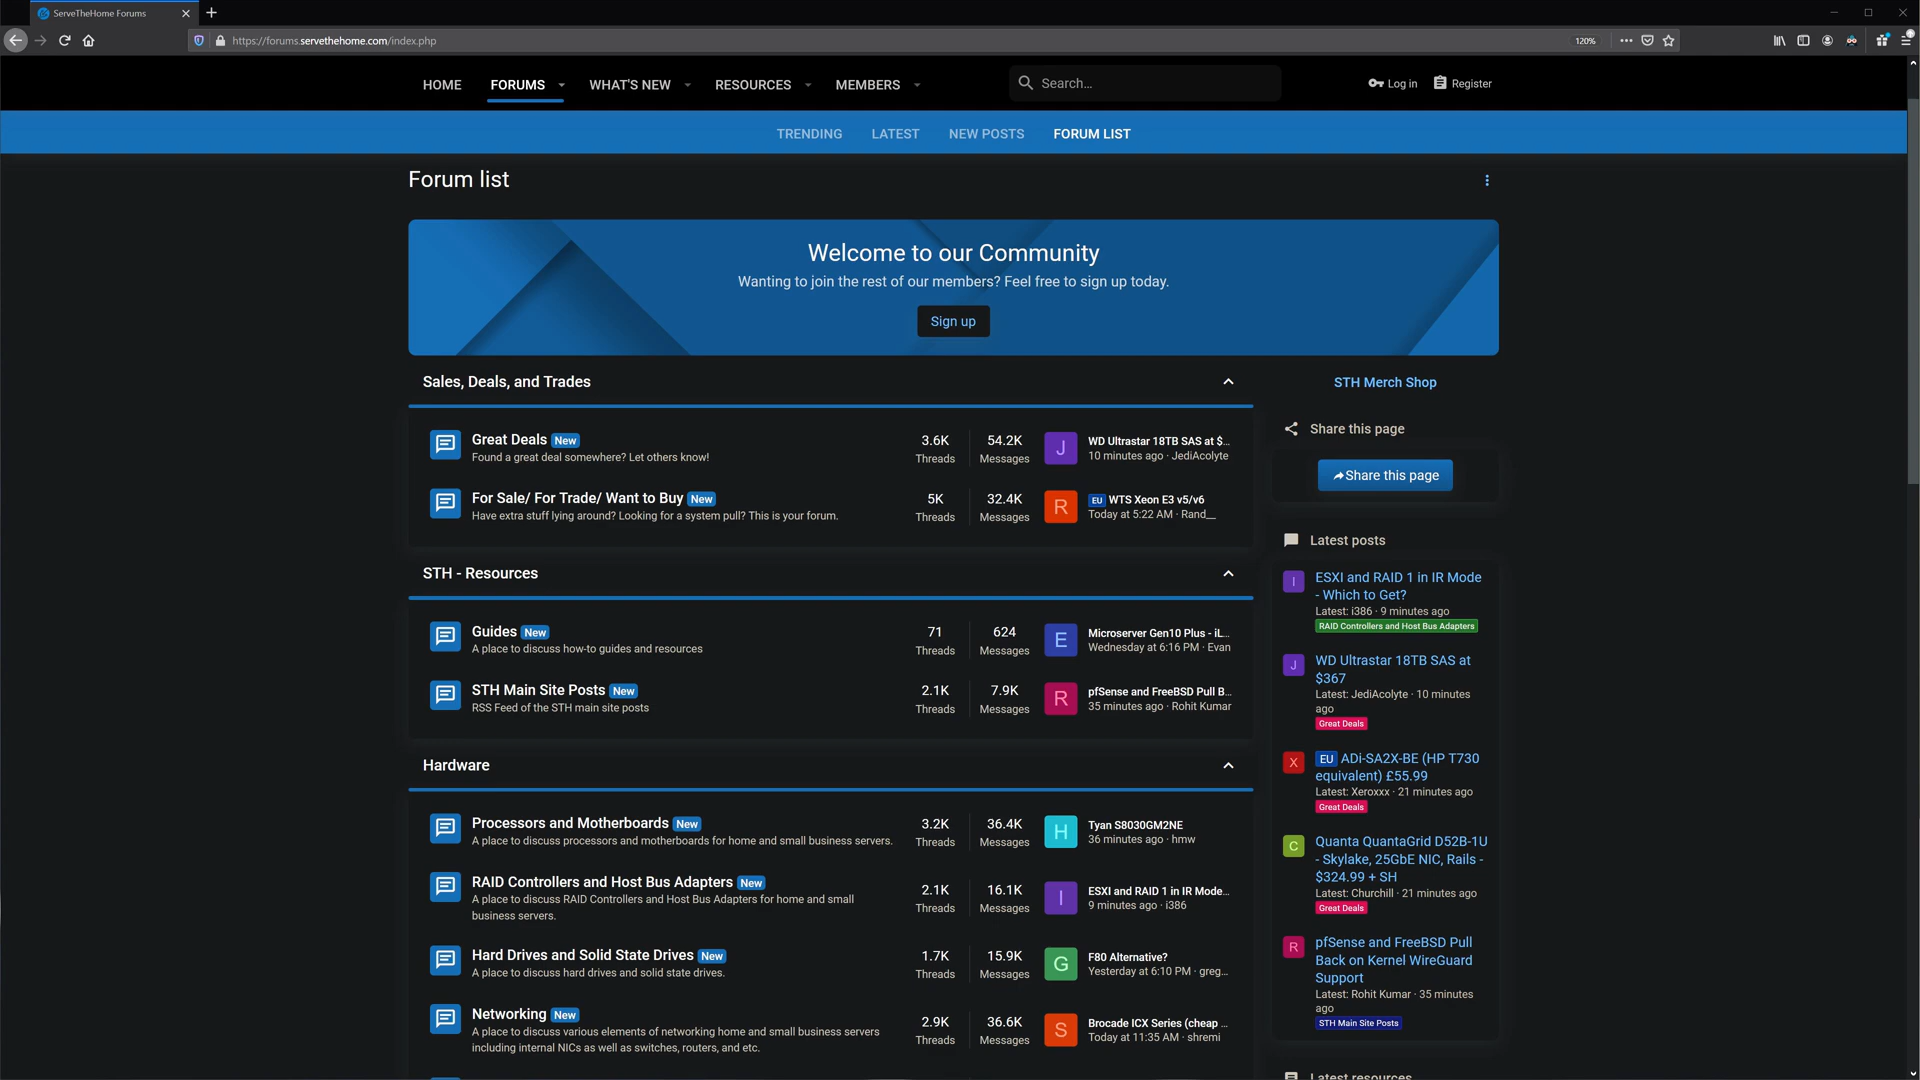 ServeTheHome Forums
https://forums.servethehome.com/index.php
120%
HOME
FORUMS
WHAT'S NEW
RESOURCES
MEMBERS
Search...
Log in
Register
TRENDING
LATEST
NEW POSTS
FORUM LIST
Forum list
Welcome to our Community
Wanting to join the rest of our members? Feel free to sign up today.
Sign up
Sales, Deals, and Trades
Great Deals New
Found a great deal somewhere? Let others know!
3.6K
Threads
54.2K
Messages
J
WD Ultrastar 18TB SAS at $...
10 minutes ago · JediAcolyte
For Sale/ For Trade/ Want to Buy New
Have extra stuff lying around? Looking for a system pull? This is your forum.
5K
Threads
32.4K
Messages
R
EU WTS Xeon E3 v5/v6
Today at 5:22 AM · Rand__
STH - Resources
Guides New
A place to discuss how-to guides and resources
71
Threads
624
Messages
E
Microserver Gen10 Plus - iL...
Wednesday at 6:16 PM · Evan
STH Main Site Posts New
RSS Feed of the STH main site posts
2.1K
Threads
7.9K
Messages
R
pfSense and FreeBSD Pull B...
35 minutes ago · Rohit Kumar
Hardware
Processors and Motherboards New
A place to discuss processors and motherboards for home and small business servers.
3.2K
Threads
36.4K
Messages
H
Tyan S8030GM2NE
36 minutes ago · hmw
RAID Controllers and Host Bus Adapters New
A place to discuss RAID Controllers and Host Bus Adapters for home and small
business servers.
2.1K
Threads
16.1K
Messages
I
ESXI and RAID 1 in IR Mode...
9 minutes ago · i386
Hard Drives and Solid State Drives New
A place to discuss hard drives and solid state drives.
1.7K
Threads
15.9K
Messages
G
F80 Alternative?
Yesterday at 6:10 PM · greg...
Networking New
A place to discuss various elements of networking home and small business servers
including internal NICs as well as switches, routers, and etc.
2.9K
Threads
36.6K
Messages
S
Brocade ICX Series (cheap ...
Today at 11:35 AM · shremi
STH Merch Shop
Share this page
Share this page
Latest posts
I
ESXI and RAID 1 in IR Mode
- Which to Get?
Latest: i386 · 9 minutes ago
RAID Controllers and Host Bus Adapters
J
WD Ultrastar 18TB SAS at
$367
Latest: JediAcolyte · 10 minutes
ago
Great Deals
X
EU ADi-SA2X-BE (HP T730
equivalent) £55.99
Latest: Xeroxxx · 21 minutes ago
Great Deals
C
Quanta QuantaGrid D52B-1U
- Skylake, 25GbE NIC, Rails -
$324.99 + SH
Latest: Churchill · 21 minutes ago
Great Deals
R
pfSense and FreeBSD Pull
Back on Kernel WireGuard
Support
Latest: Rohit Kumar · 35 minutes
ago
STH Main Site Posts
Latest resources